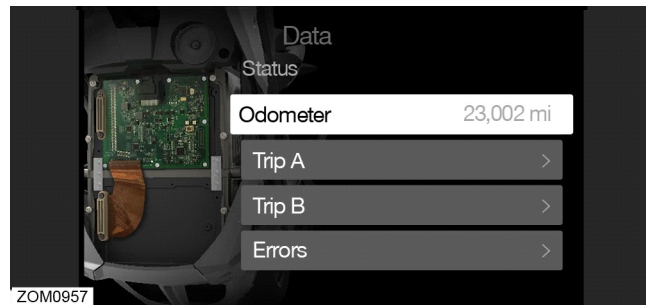 Data
Status
Odometer 23,002 mi
Trip A
Trip B
Errors
ZOM0957